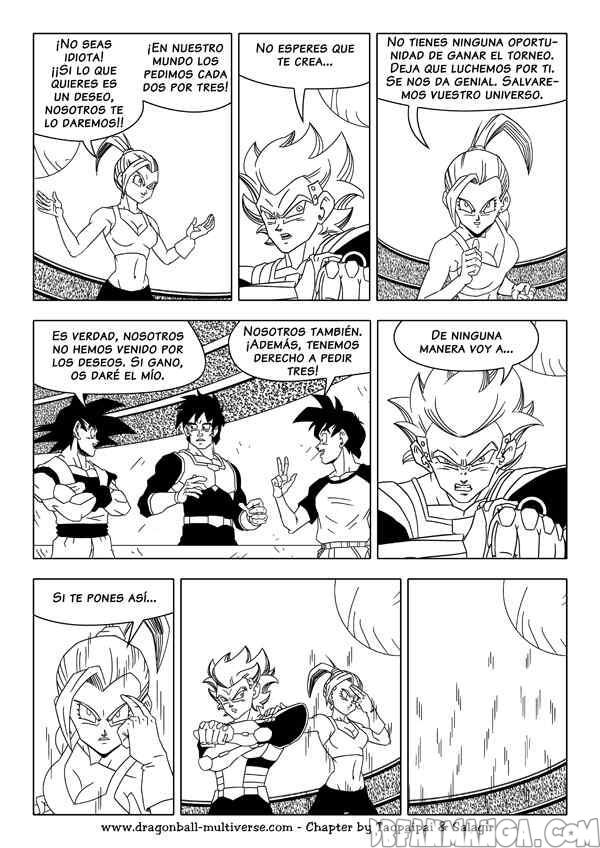 ¡NO SEAS
IDIOTA!
¡¡SI LO QUE
QUIERES ES
UN DESEO,
NOSOTROS TE
LO DAREMOS!!
¡EN NUESTRO
MUNDO LOS
PEDIMOS CADA
DOS POR TRES!
NO ESPERES QUE
TE CREA...
NO TIENES NINGUNA OPORTU-
NIDAD DE GANAR EL TORNEO.
DEJA QUE LUCHEMOS POR TI.
SE NOS DA GENIAL. SALVARE-
MOS VUESTRO UNIVERSO.
ES VERDAD, NOSOTROS
NO HEMOS VENIDO POR
LOS DESEOS. SI GANO,
OS DARÉ EL MÍO.
NOSOTROS TAMBIÉN.
¡ADEMÁS, TENEMOS
DERECHO A PEDIR
TRES!
DE NINGUNA
MANERA VOY A...
SI TE PONES ASÍ...
www.dragonball-multiverse.com - Chapter by Taopaipai & Salagir
DBFANMANGA.COM